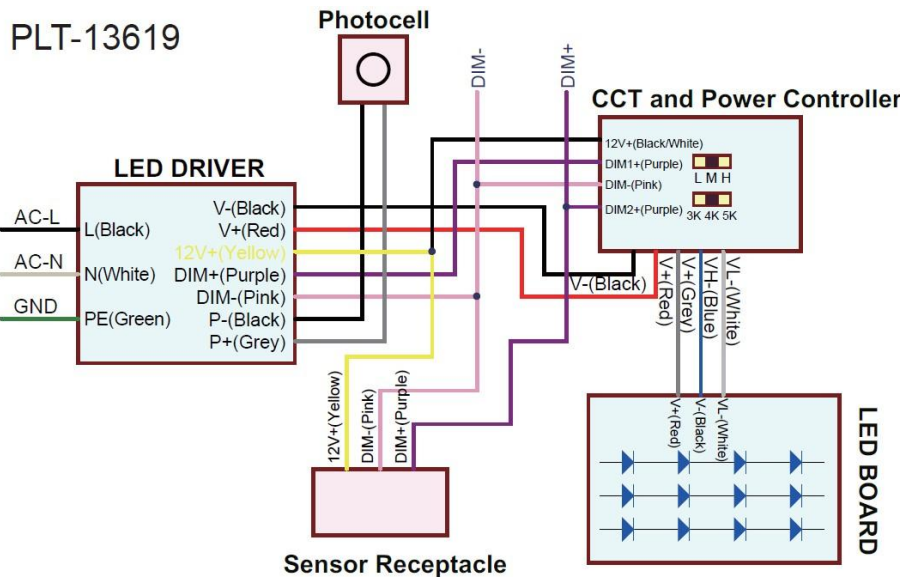 PLT-13619
Photocell
DIM-
DIM+
CCT and Power Controller
12V+(Black/White)
DIM1+(Purple)
DIM-(Pink)
DIM2+(Purple)
L M H
3K 4K 5K
LED DRIVER
AC-L
AC-N
GND
L(Black)
N(White)
PE(Green)
V-(Black)
V+(Red)
12V+(Yellow)
DIM+(Purple)
DIM-(Pink)
P-(Black)
P+(Grey)
V-(Black)
V+(Red)
V+(Grey)
VH-(Blue)
VL-(White)
12V+(Yellow)
DIM-(Pink)
DIM+(Purple)
Sensor Receptacle
V+(Red)
V-(Black)
VL-(White)
LED BOARD